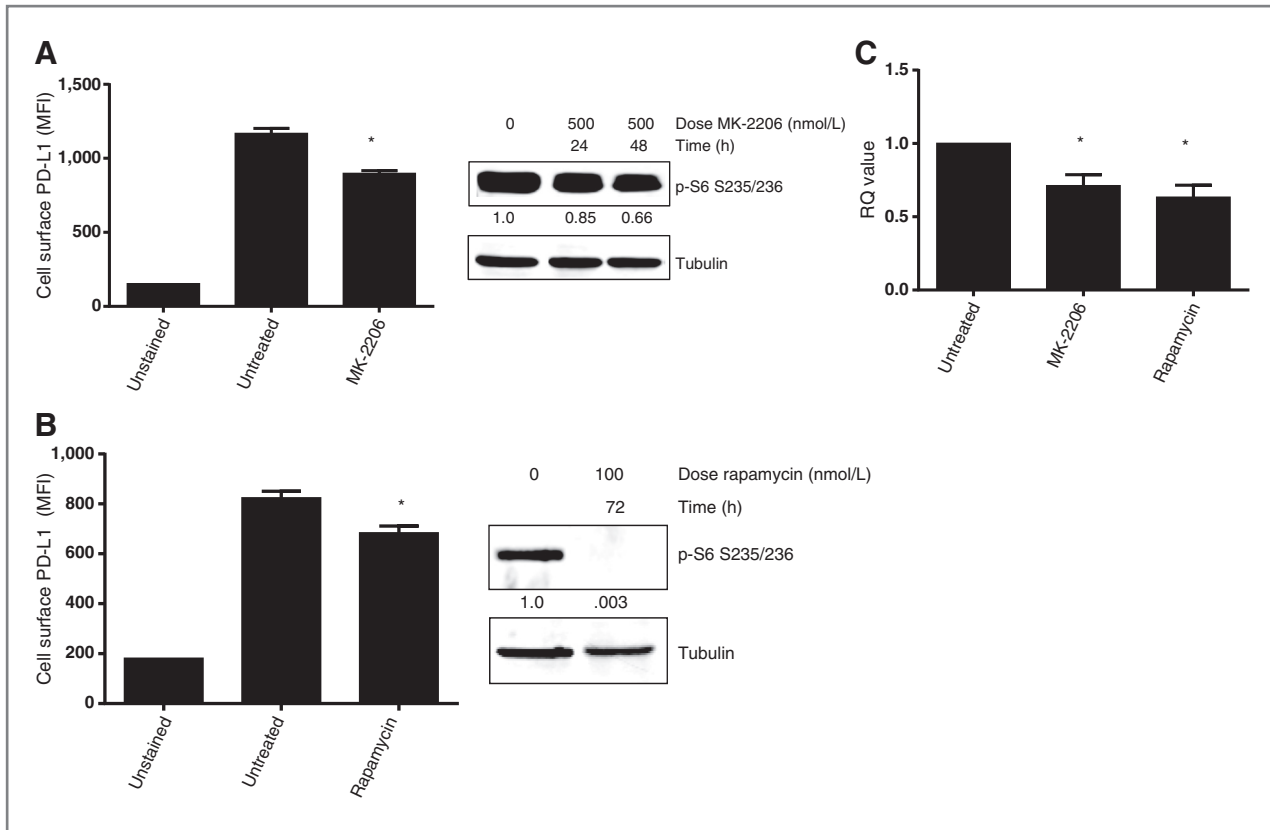 A
Cell surface PD-L1 (MFI)
1,500
1,000
500
0
*
Unstained
Untreated
MK-2206
0 500 500 Dose MK-2206 (nmol/L)
24 48 Time (h)
p-S6 S235/236
1.0 0.85 0.66
Tubulin
C
RQ value
1.5
1.0
0.5
0.0
* *
Untreated
MK-2206
Rapamycin
B
Cell surface PD-L1 (MFI)
1,000
800
600
400
200
0
*
Unstained
Untreated
Rapamycin
0 100 Dose rapamycin (nmol/L)
72 Time (h)
p-S6 S235/236
1.0 .003
Tubulin